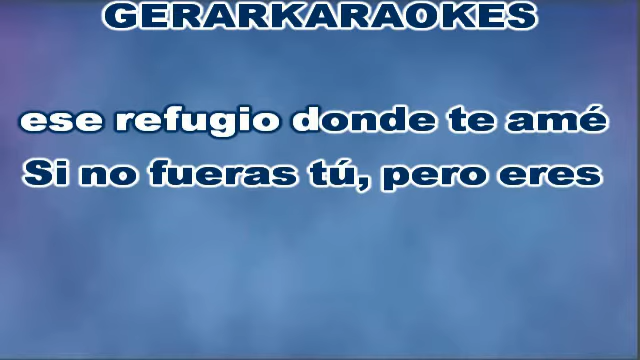 GERARKARAOKES
ese refugio donde te amé
Si no fueras tú, pero eres